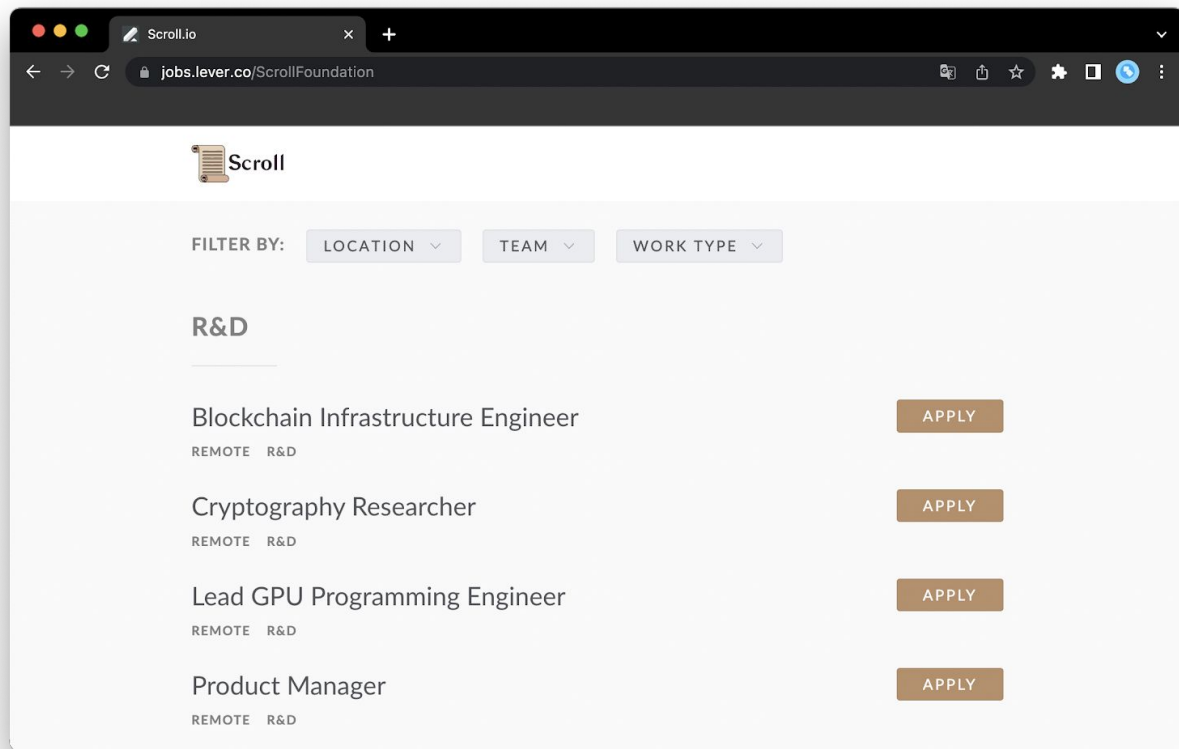 Scroll.io
jobs.lever.co/ScrollFoundation
Scroll
FILTER BY: LOCATION TEAM WORK TYPE
R&D
Blockchain Infrastructure Engineer APPLY
REMOTE R&D
Cryptography Researcher APPLY
REMOTE R&D
Lead GPU Programming Engineer APPLY
REMOTE R&D
Product Manager APPLY
REMOTE R&D